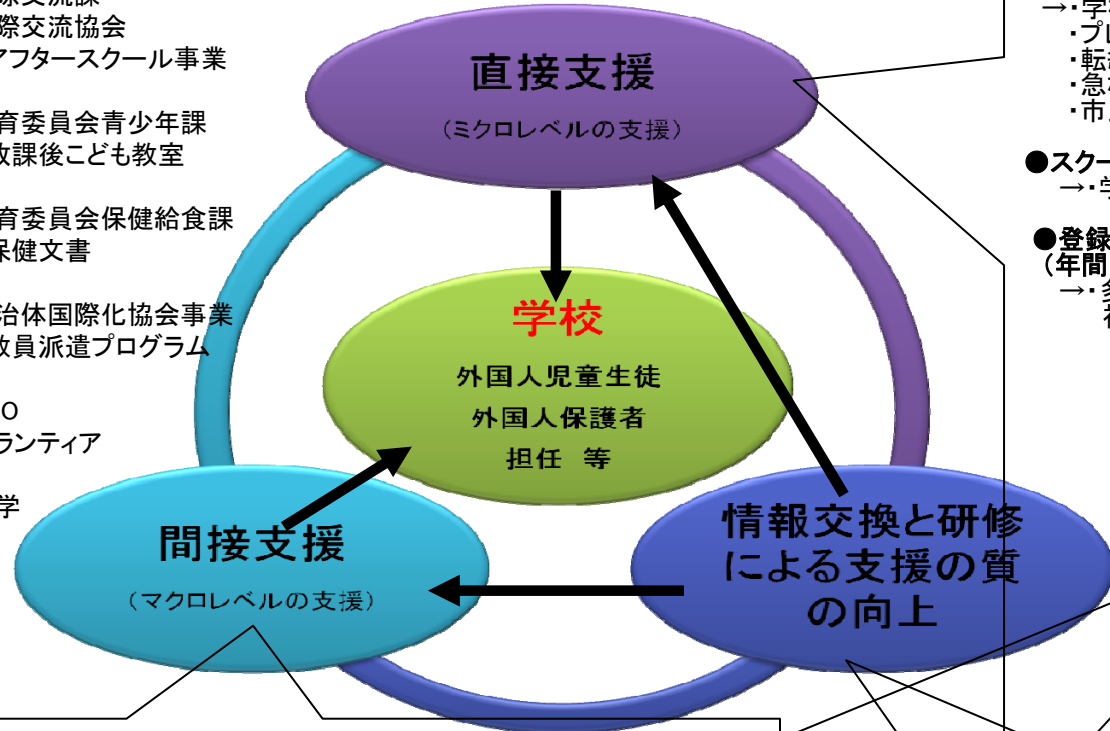 際交流協会
アフタースクール事業
育委員会青少年課
放課後こども教室
育委員会保健給食課
保健文書
治体国際化協会事業
教員派遣プログラム
O
ランティア
学
直接支援
（ミクロレベルの支援）
学校
外国人児童生徒
外国人保護者
担任　等
間接支援
（マクロレベルの支援）
情報交換と研修
による支援の質
の向上
→・学
・プ
・転
・急
・市
●スクー
→・学
●登録
（年間
→・多